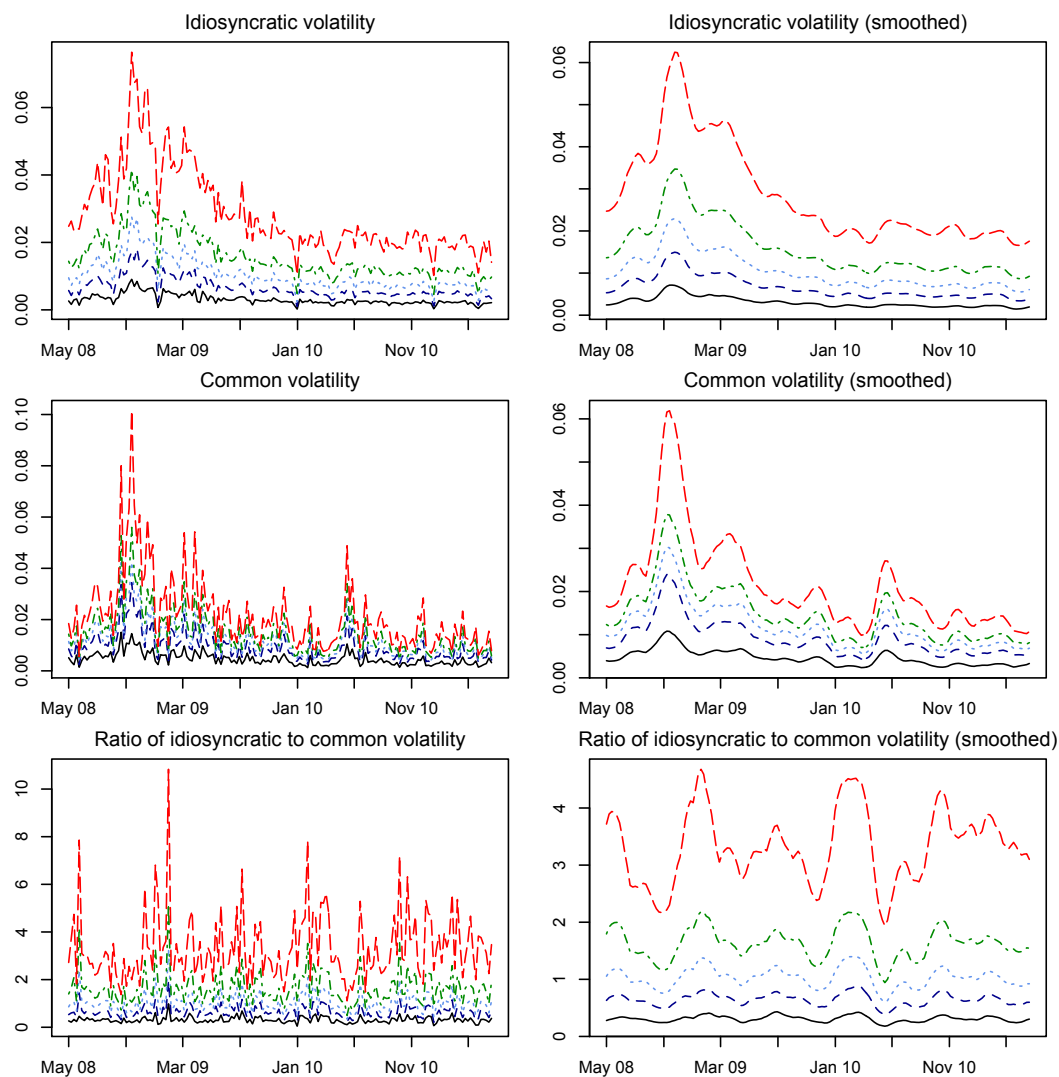 Idiosyncratic volatility
0.00 0.02 0.04 0.06
May 08 Mar 09 Jan 10 Nov 10
Idiosyncratic volatility (smoothed)
0.00 0.02 0.04 0.06
May 08 Mar 09 Jan 10 Nov 10
Common volatility
0.00 0.02 0.04 0.06 0.08 0.10
May 08 Mar 09 Jan 10 Nov 10
Common volatility (smoothed)
0.00 0.02 0.04 0.06
May 08 Mar 09 Jan 10 Nov 10
Ratio of idiosyncratic to common volatility
0 2 4 6 8 10
May 08 Mar 09 Jan 10 Nov 10
Ratio of idiosyncratic to common volatility (smoothed)
0 1 2 3 4
May 08 Mar 09 Jan 10 Nov 10